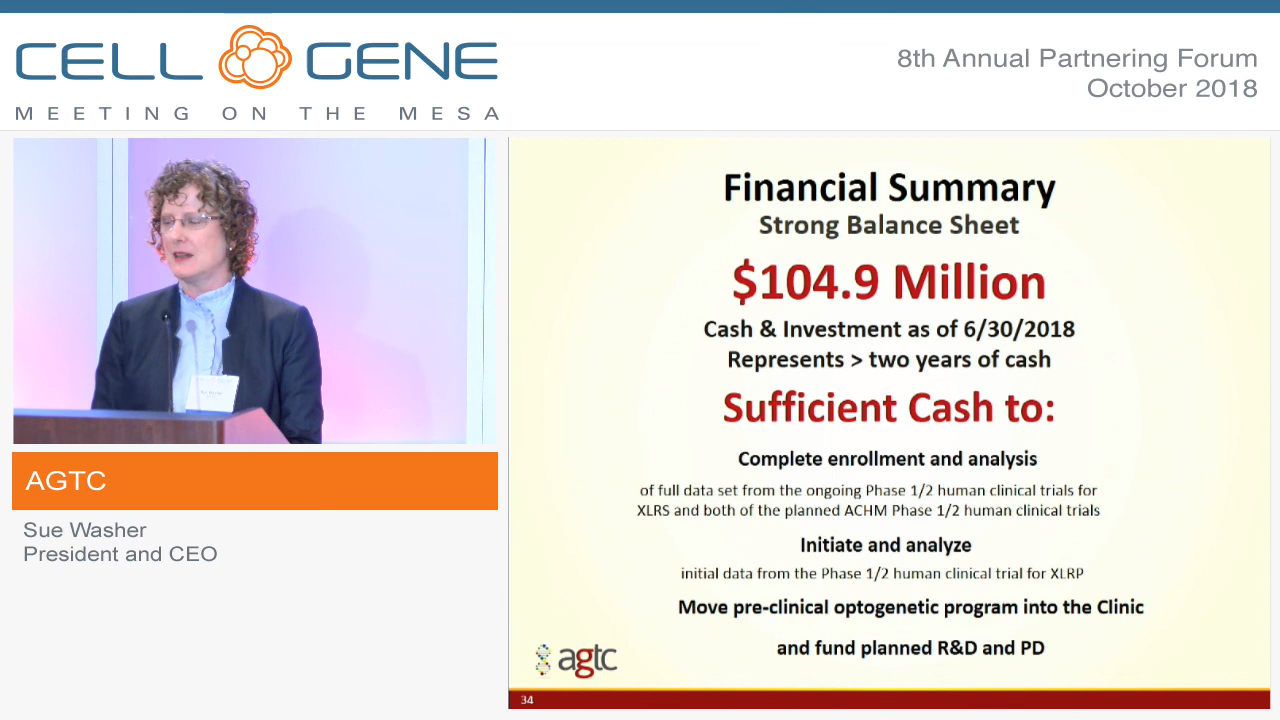 CELL GENE
MEETING ON THE MESA
8th Annual Partnering Forum
October 2018
AGTC
Sue Washer
President and CEO
Financial Summary
Strong Balance Sheet
$104.9 Million
Cash & Investment as of 6/30/2018
Represents > two years of cash
Sufficient Cash to:
Complete enrollment and analysis
of full data set from the ongoing Phase 1/2 human clinical trials for
XLRS and both of the planned ACHM Phase 1/2 human clinical trials
Initiate and analyze
initial data from the Phase 1/2 human clinical trial for XLRP
Move pre-clinical optogenetic program into the Clinic
and fund planned R&D and PD
agtc
34